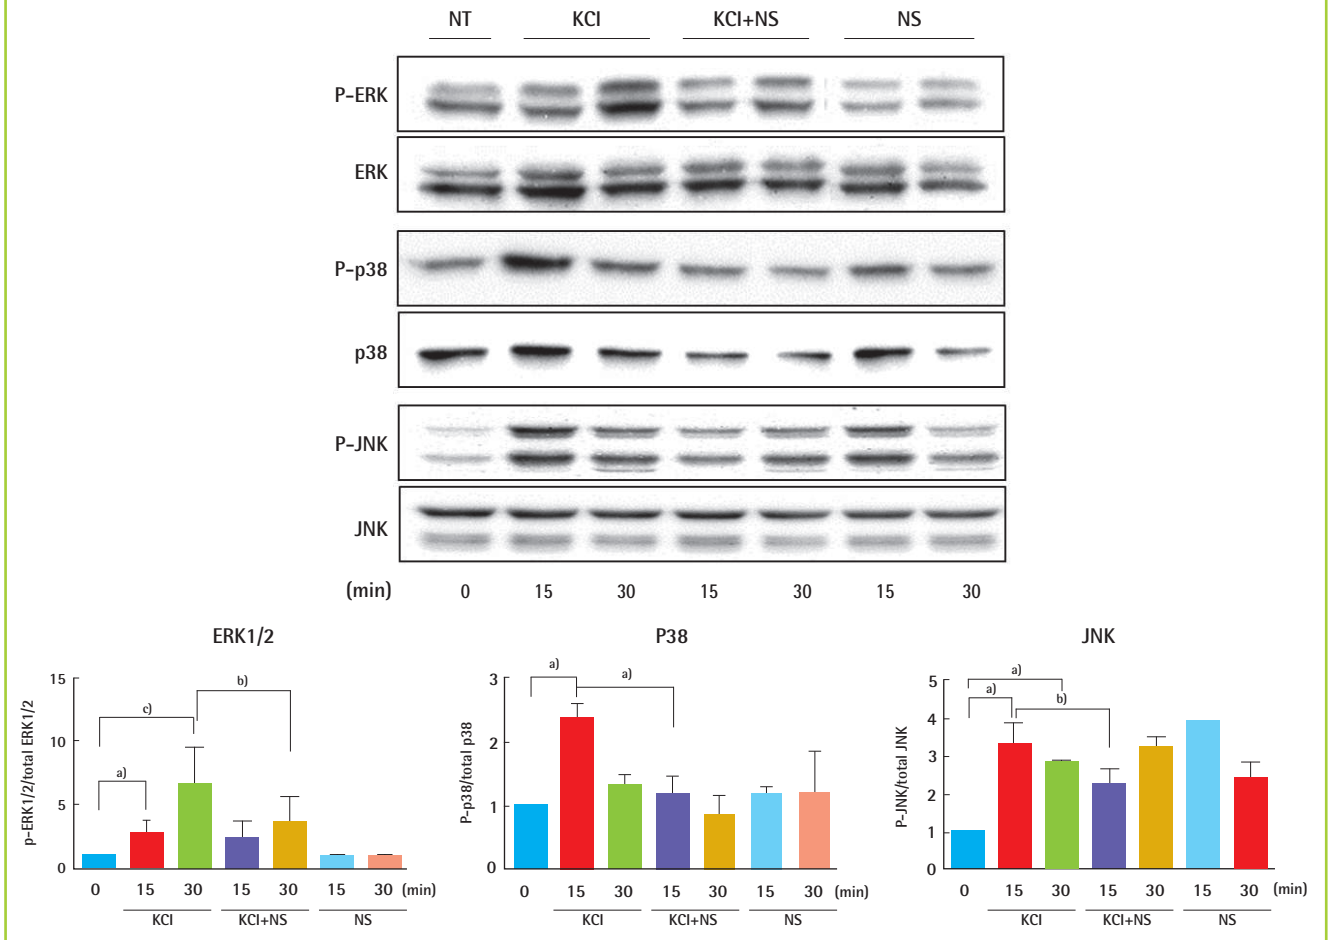 NT KCl KCl+NS NS
P-ERK
ERK
P-p38
p38
P-JNK
JNK
(min) 0 15 30 15 30 15 30
ERK1/2
p-ERK1/2/total ERK1/2
15
10
5
0
a)
c)
b)
0 15 30 15 30 15 30 (min)
KCl KCl+NS NS
P38
P-p38/total p38
3
2
1
0
a)
a)
0 15 30 15 30 15 30 (min)
KCl KCl+NS NS
JNK
P-JNK/total JNK
5
4
3
2
1
0
a)
a)
b)
0 15 30 15 30 15 30 (min)
KCl KCl+NS NS